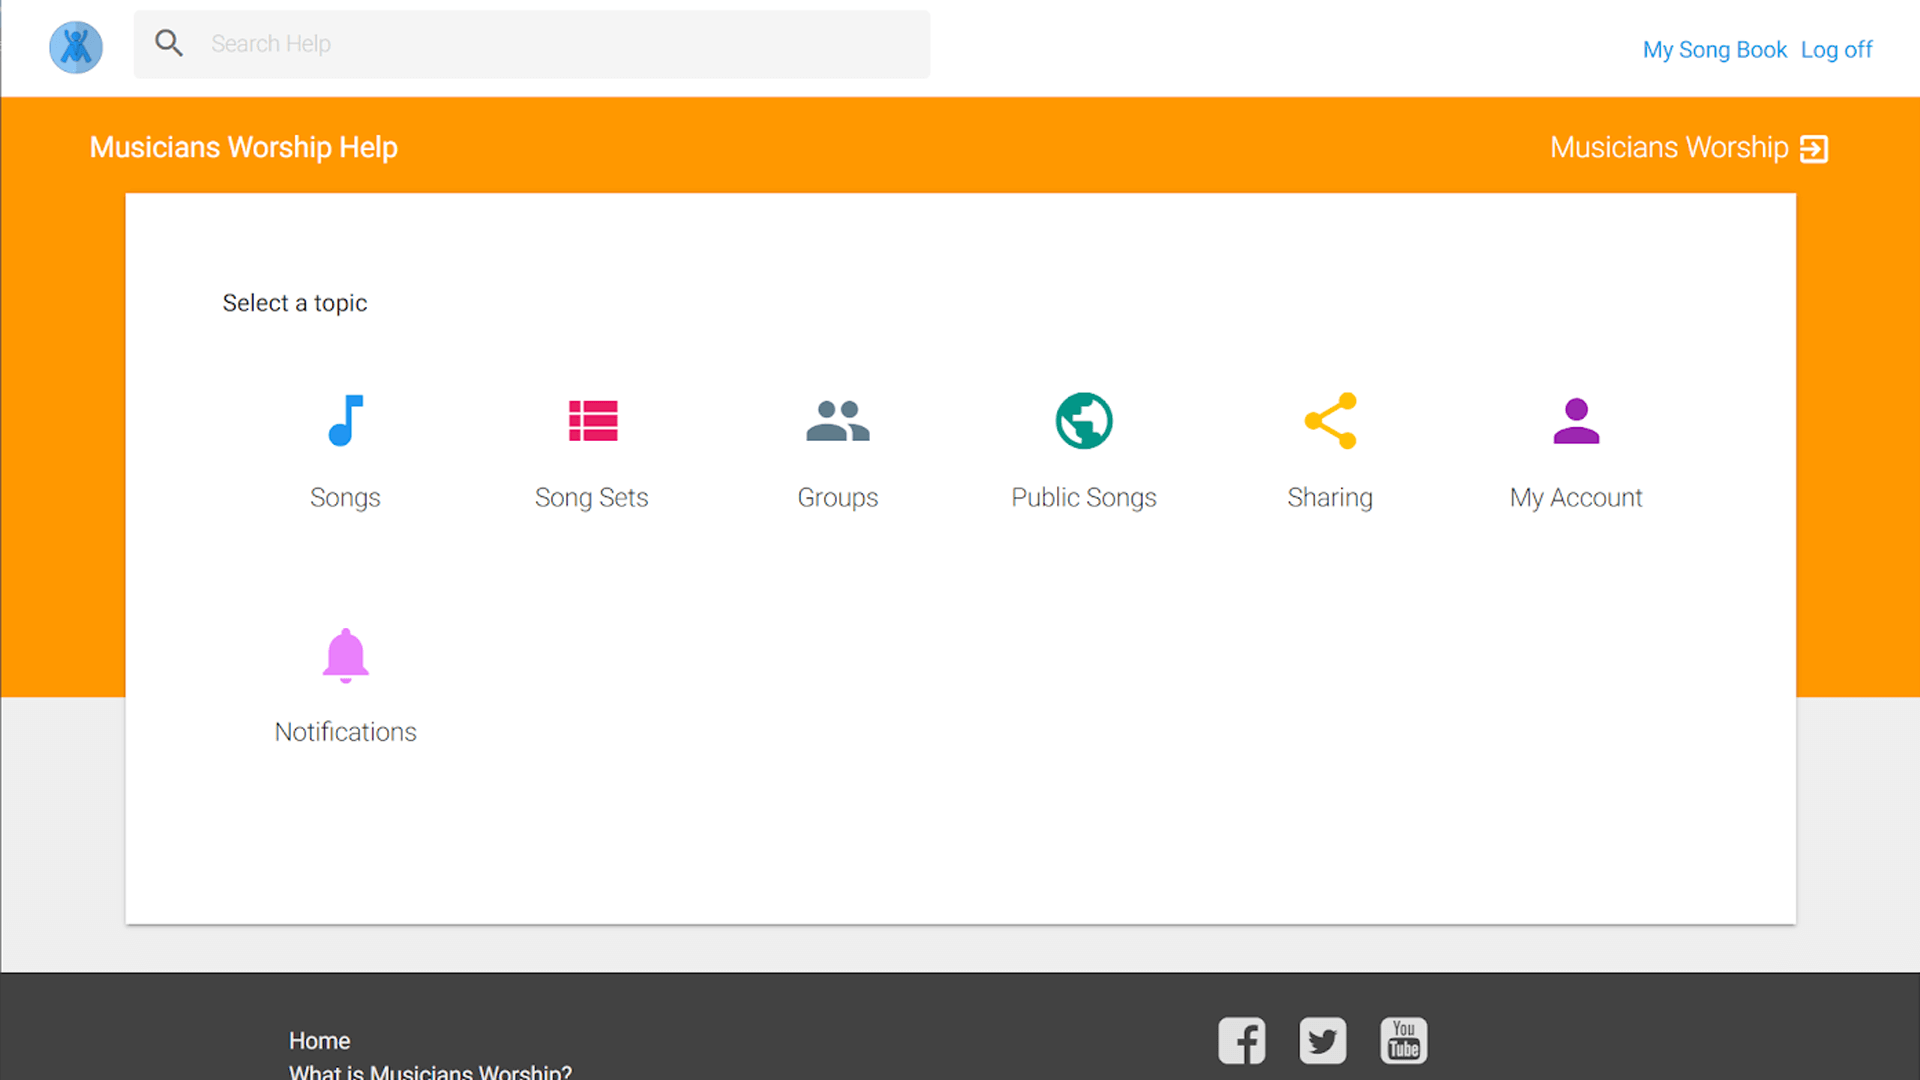 Search Help
My Song Book Log off
Musicians Worship Help
Musicians Worship
Select a topic
Songs
Song Sets
Groups
Public Songs
Sharing
My Account
Notifications
Home
What is Musicians Worship?
You
Tube